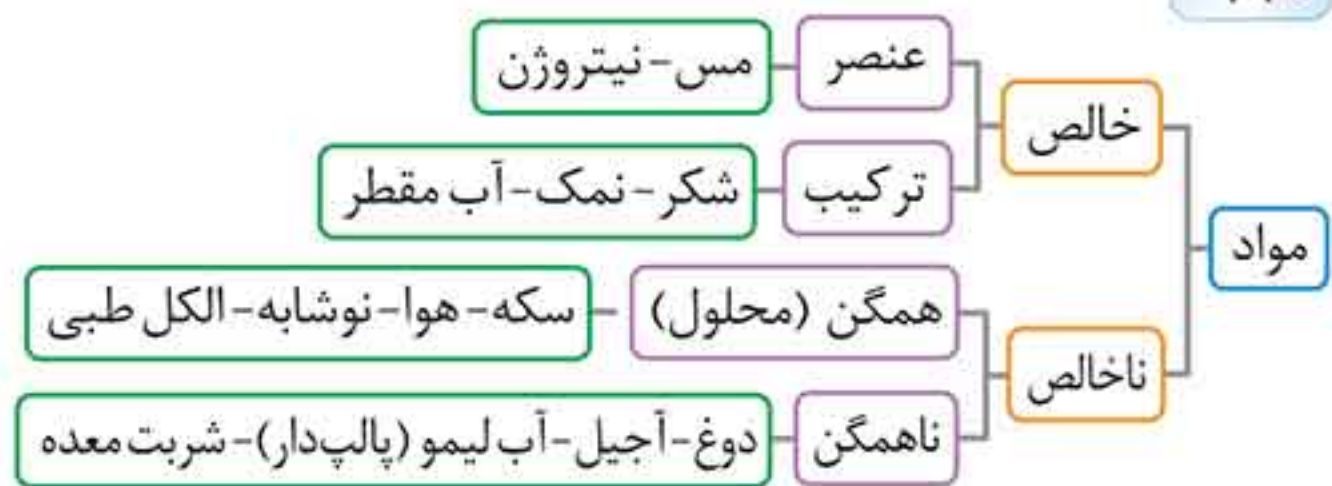 مواد
خالص
عنصر
مس-نیتروژن
ترکیب
شکر-نمک-آب مقطر
ناخالص
همگن (محلول)
سکه-هوا-نوشابه-الکل طبی
ناهمگن
دوغ-آجیل-آب لیمو (پالپ‌دار)-شربت معده